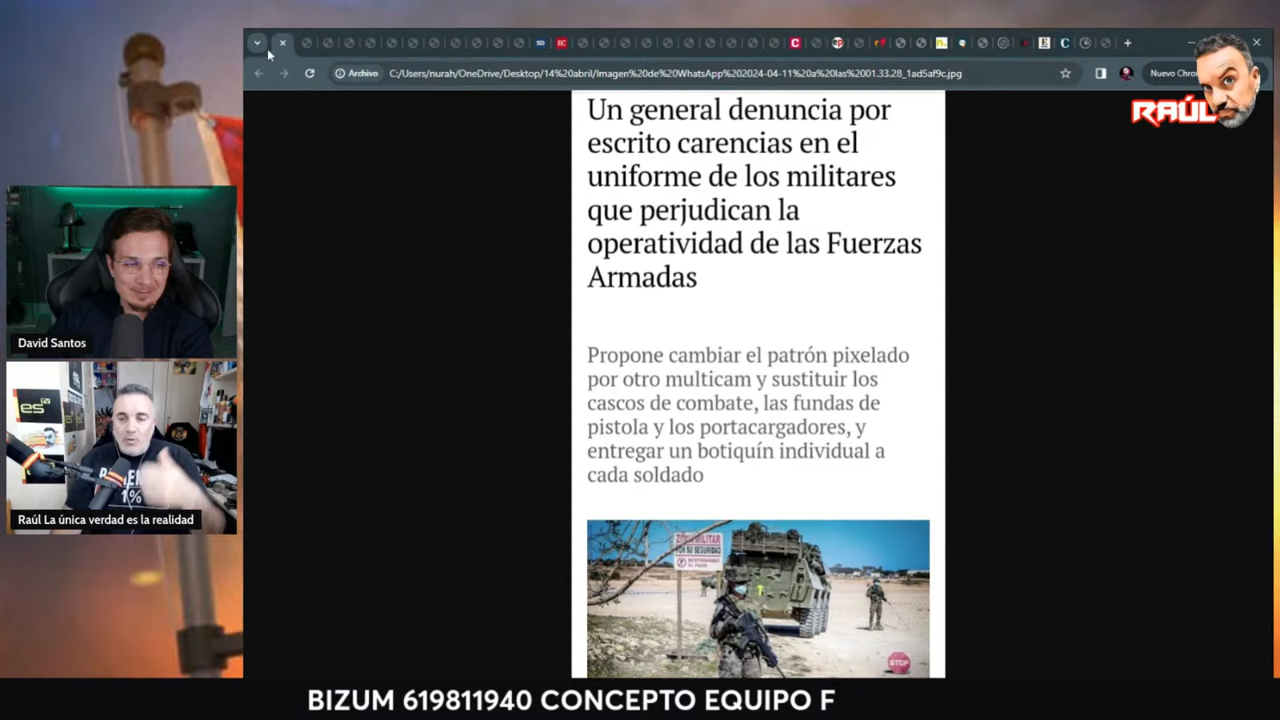 Archivo
C:/Users/nurah/OneDrive/Desktop/14%20abril/Imagen%20de%20WhatsApp%202024-04-11%20a%20las%2001.33.28_1ad5af9c.jpg
Nuevo Chro
RAÚL
Un general denuncia por
escrito carencias en el
uniforme de los militares
que perjudican la
operatividad de las Fuerzas
Armadas
Propone cambiar el patrón pixelado
por otro multicam y sustituir los
cascos de combate, las fundas de
pistola y los portacargadores, y
entregar un botiquín individual a
cada soldado
ZONA MILITAR
POR SU SEGURIDAD
STOP
David Santos
es
1%
Raúl La única verdad es la realidad
BIZUM 619811940 CONCEPTO EQUIPO F